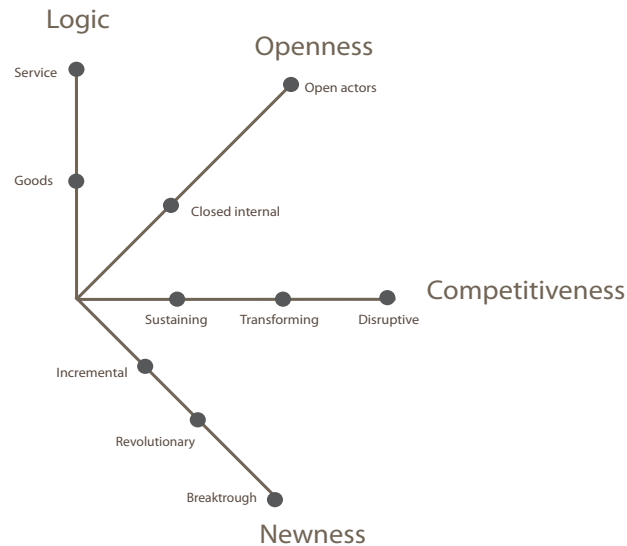 Logic
Openness
Service
Open actors
Goods
Closed internal
Competitiveness
Sustaining
Transforming
Disruptive
Incremental
Revolutionary
Breaktrough
Newness